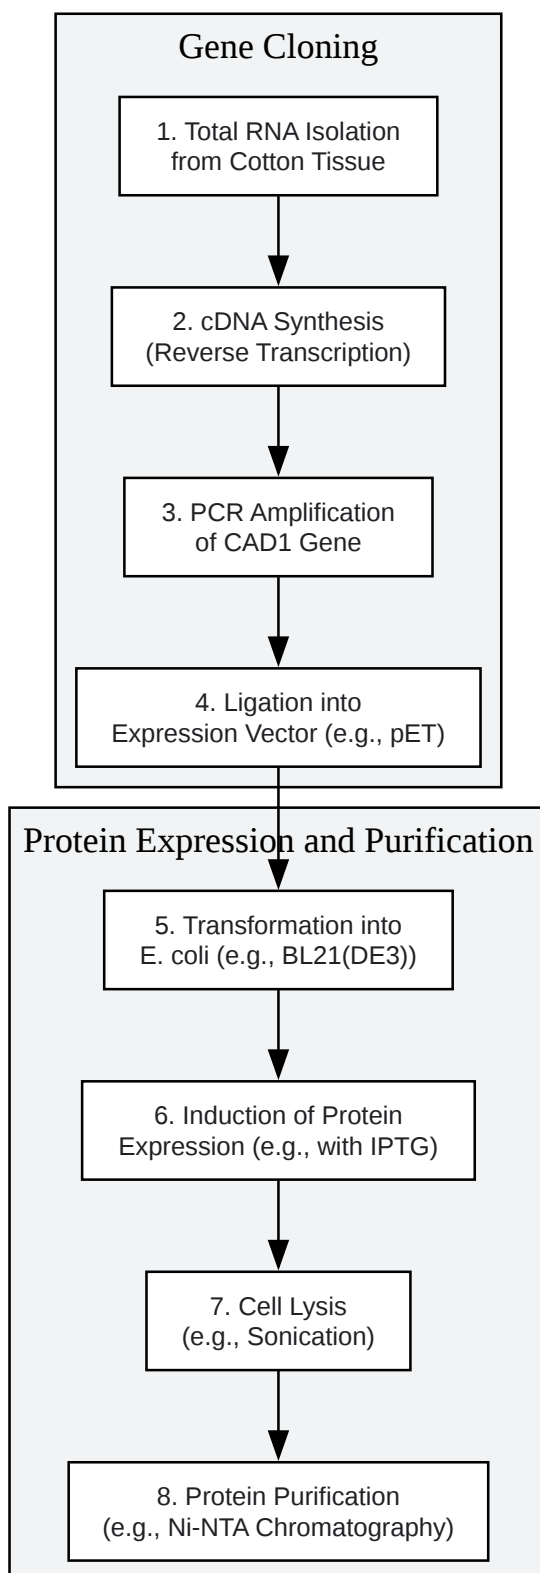 Gene Cloning
1. Total RNA Isolation
from Cotton Tissue
2. cDNA Synthesis
(Reverse Transcription)
3. PCR Amplification
of CAD1 Gene
4. Ligation into
Expression Vector (e.g., pET)
Protein Expression and Purification
5. Transformation into
E. coli (e.g., BL21(DE3))
6. Induction of Protein
Expression (e.g., with IPTG)
7. Cell Lysis
(e.g., Sonication)
8. Protein Purification
(e.g., Ni-NTA Chromatography)